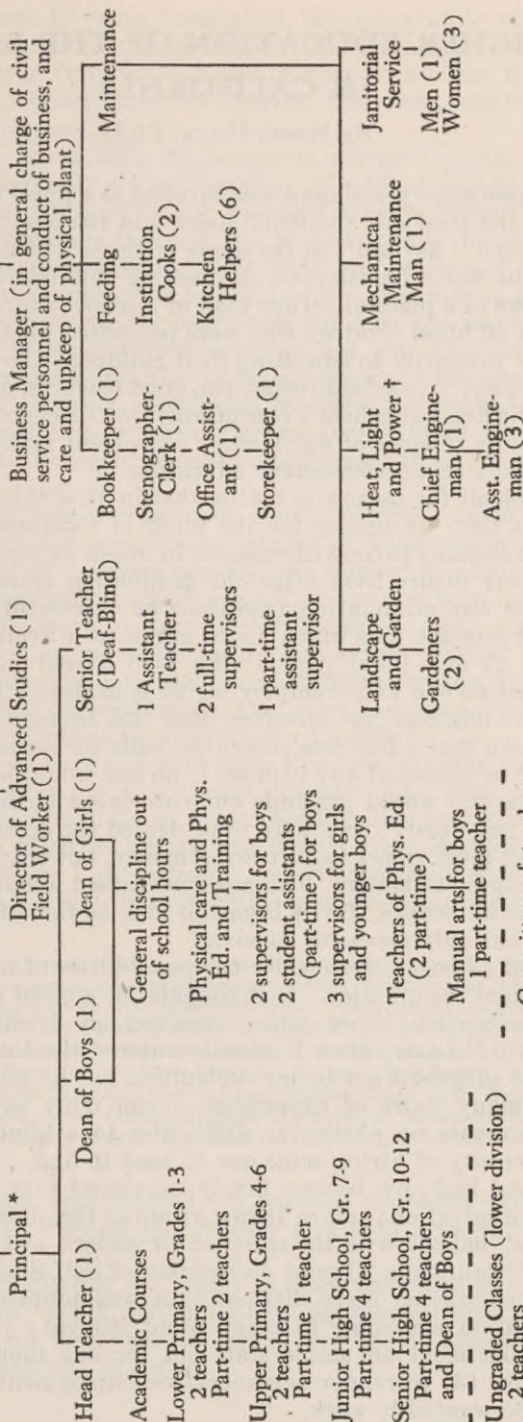 Principal *
Director of Advanced Studies (1)
Field Worker (1)
Business Manager (in general charge of civil
service personnel and conduct of business, and
care and upkeep of physical plant)
Head Teacher (1)
Academic Courses
Lower Primary, Grades 1-3
2 teachers
Part-time 2 teachers
Upper Primary, Grades 4-6
2 teachers
Part-time 1 teacher
Junior High School, Gr. 7-9
Part-time 4 teachers
Senior High School, Gr. 10-12
Part-time 4 teachers
and Dean of Boys
Ungraded Classes (lower division)
2 teachers
Dean of Boys (1)
Dean of Girls (1)
General discipline out
of school hours
Physical care and Phys.
Ed. and Training
2 supervisors for boys
2 student assistants
(part-time) for boys
3 supervisors for girls
and younger boys
Teachers of Phys. Ed.
(2 part-time)
Manual arts for boys
1 part-time teacher
Senior Teacher
(Deaf-Blind)
1 Assistant
Teacher
2 full-time
supervisors
1 part-time
assistant
supervisor
Bookkeeper (1)
Stenographer-
Clerk (1)
Office Assist-
ant (1)
Storekeeper (1)
Feeding
Institution
Cooks (2)
Kitchen
Helpers (6)
Maintenance
Landscape
and Garden
Gardeners
(2)
Heat, Light
and Power †
Chief Engine-
man (1)
Asst. Engine-
man (3)
Mechanical
Maintenance
Man (1)
Janitorial
Service
Men (1)
Women (3)